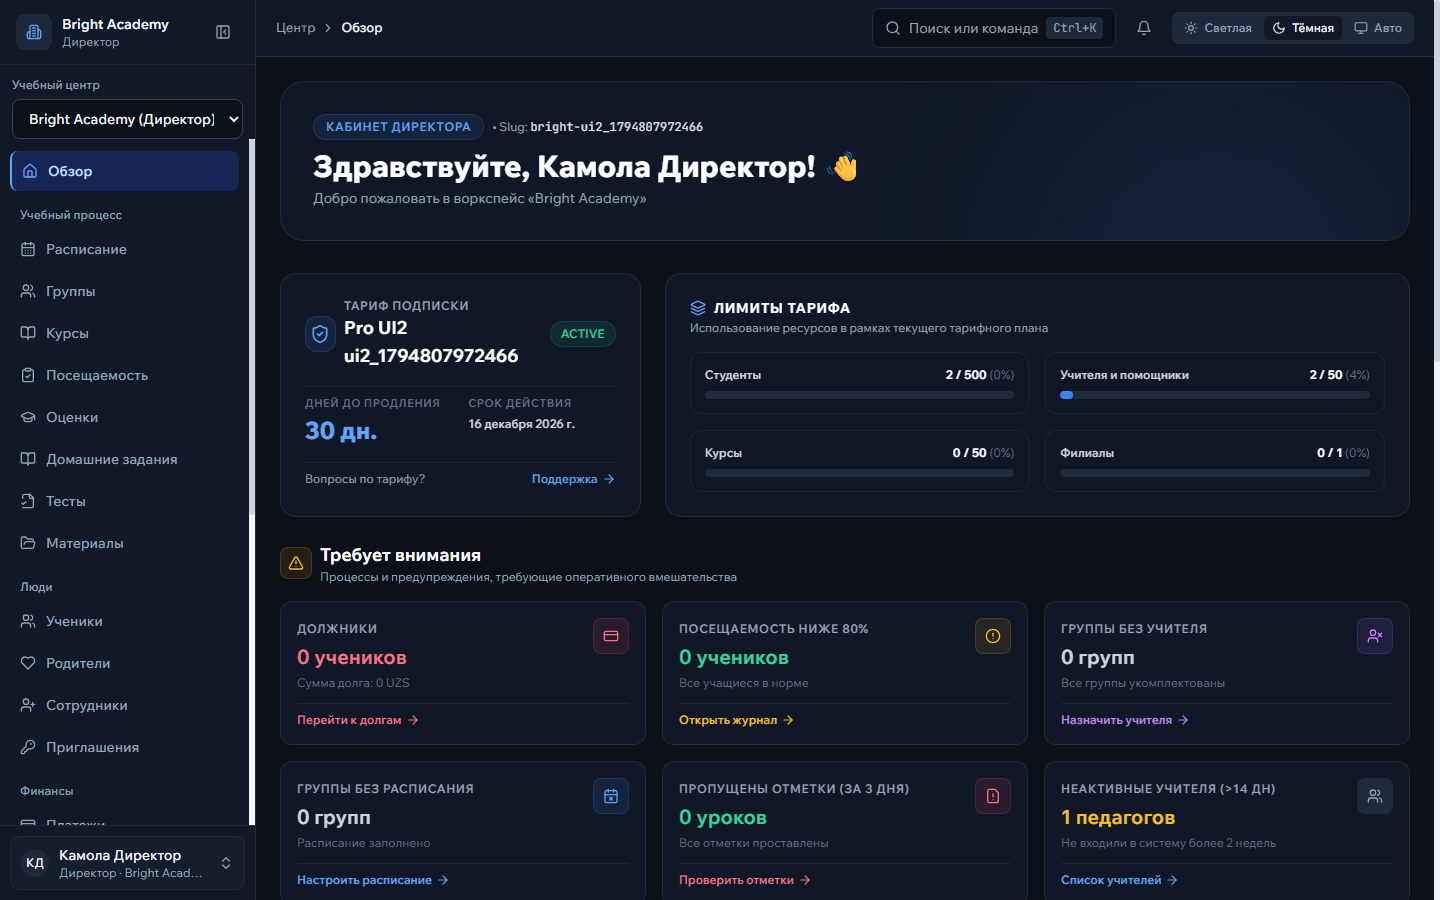 Bright Academy
Директор
Учебный центр
Bright Academy (Директор)
Обзор
Учебный процесс
Расписание
Группы
Курсы
Посещаемость
Оценки
Домашние задания
Тесты
Материалы
Люди
Ученики
Родители
Сотрудники
Приглашения
Финансы
Платежи
КД
Камола Директор
Директор · Bright Acad...
Центр > Обзор
Поиск или команда Ctrl+K
Светлая
Тёмная
Авто
КАБИНЕТ ДИРЕКТОРА • Slug: bright-ui2_1794807972466
Здравствуйте, Камола Директор! 👋
Добро пожаловать в воркспейс «Bright Academy»
ТАРИФ ПОДПИСКИ
Pro UI2
ui2_1794807972466
ACTIVE
ДНЕЙ ДО ПРОДЛЕНИЯ
30 дн.
СРОК ДЕЙСТВИЯ
16 декабря 2026 г.
Вопросы по тарифу?
Поддержка →
ЛИМИТЫ ТАРИФА
Использование ресурсов в рамках текущего тарифного плана
Студенты 2 / 500 (0%)
Учителя и помощники 2 / 50 (4%)
Курсы 0 / 50 (0%)
Филиалы 0 / 1 (0%)
Требует внимания
Процессы и предупреждения, требующие оперативного вмешательства
ДОЛЖНИКИ
0 учеников
Сумма долга: 0 UZS
Перейти к долгам →
ПОСЕЩАЕМОСТЬ НИЖЕ 80%
0 учеников
Все учащиеся в норме
Открыть журнал →
ГРУППЫ БЕЗ УЧИТЕЛЯ
0 групп
Все группы укомплектованы
Назначить учителя →
ГРУППЫ БЕЗ РАСПИСАНИЯ
0 групп
Расписание заполнено
Настроить расписание →
ПРОПУЩЕНЫ ОТМЕТКИ (ЗА 3 ДНЯ)
0 уроков
Все отметки проставлены
Проверить отметки →
НЕАКТИВНЫЕ УЧИТЕЛЯ (>14 ДН)
1 педагогов
Не входили в систему более 2 недель
Список учителей →